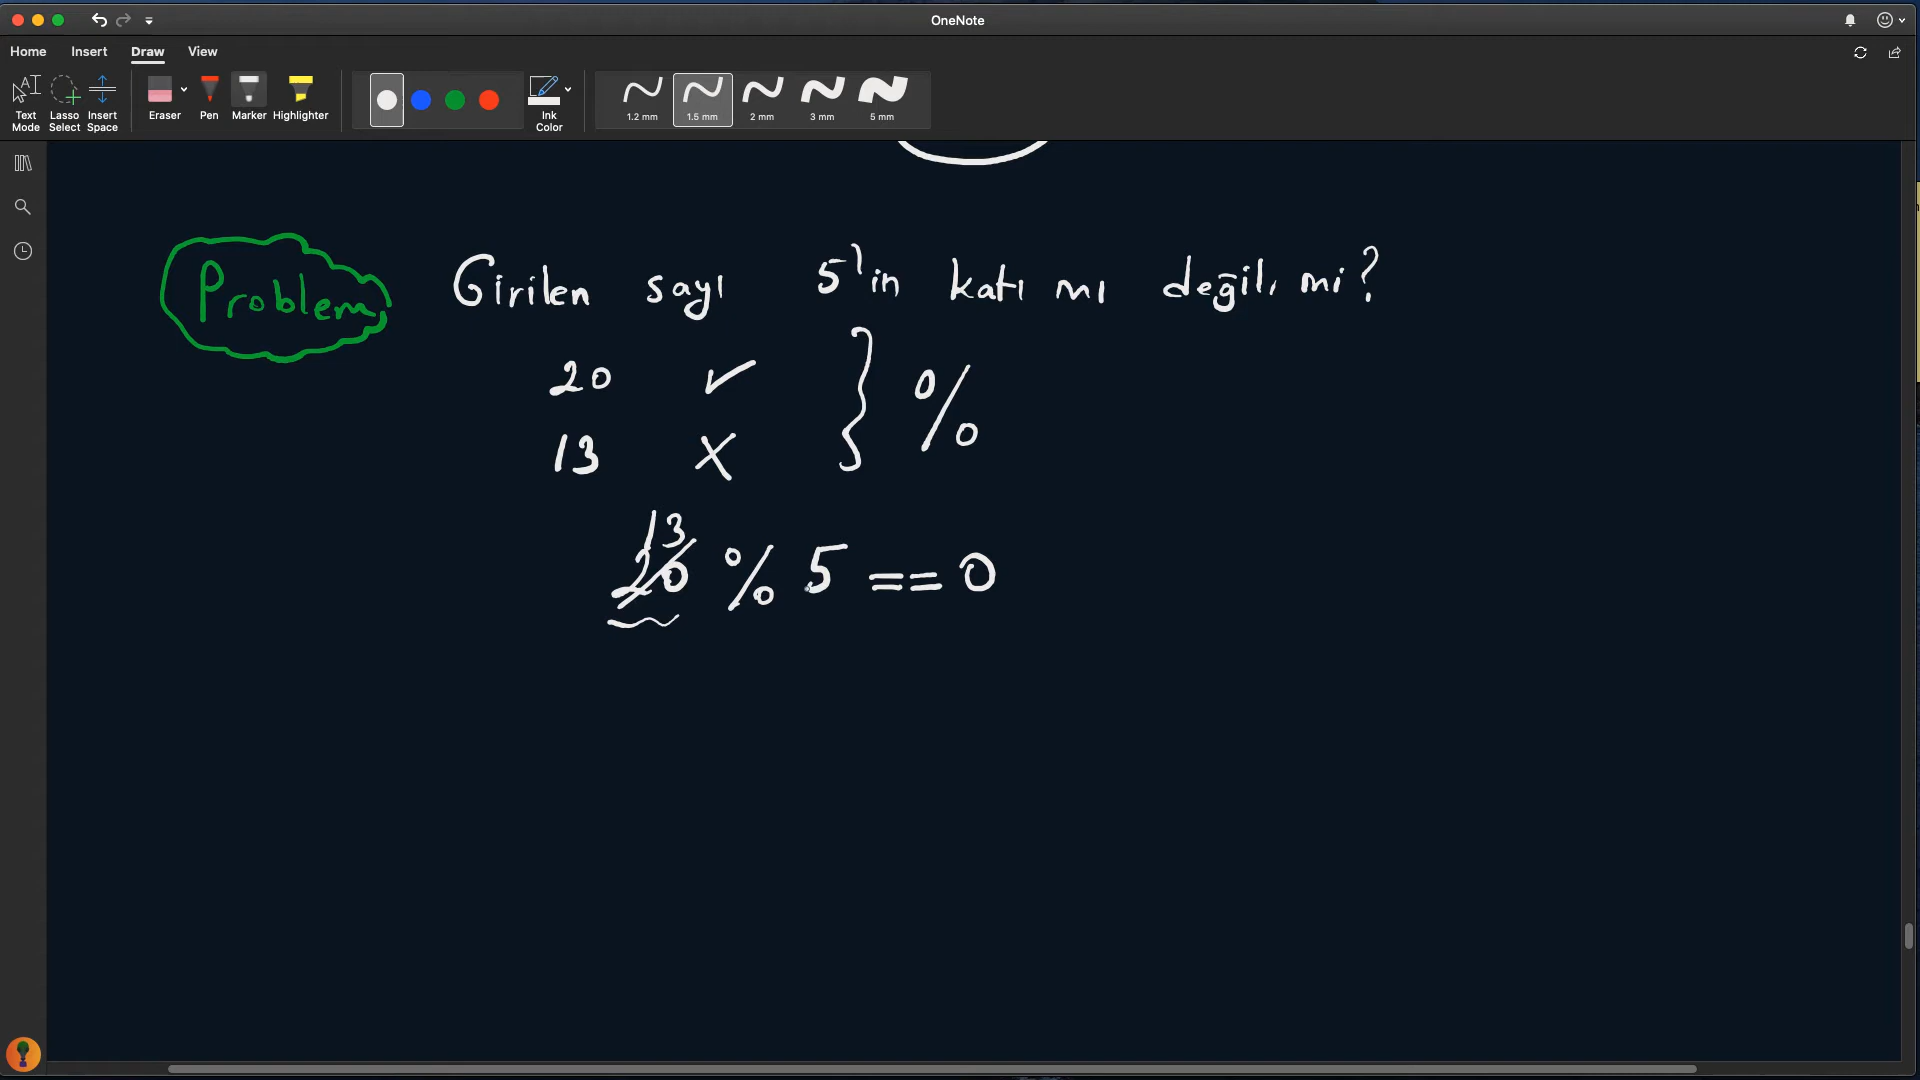 OneNote
Home Insert Draw View
Text Mode Lasso Select Insert Space Eraser Pen Marker Highlighter Ink Color 1.2 mm 1.5 mm 2 mm 3 mm 5 mm
Problem Girilen sayı 5'in katı mı değil mi?
20 ✓
} %
13 X
13
20 % 5 == 0